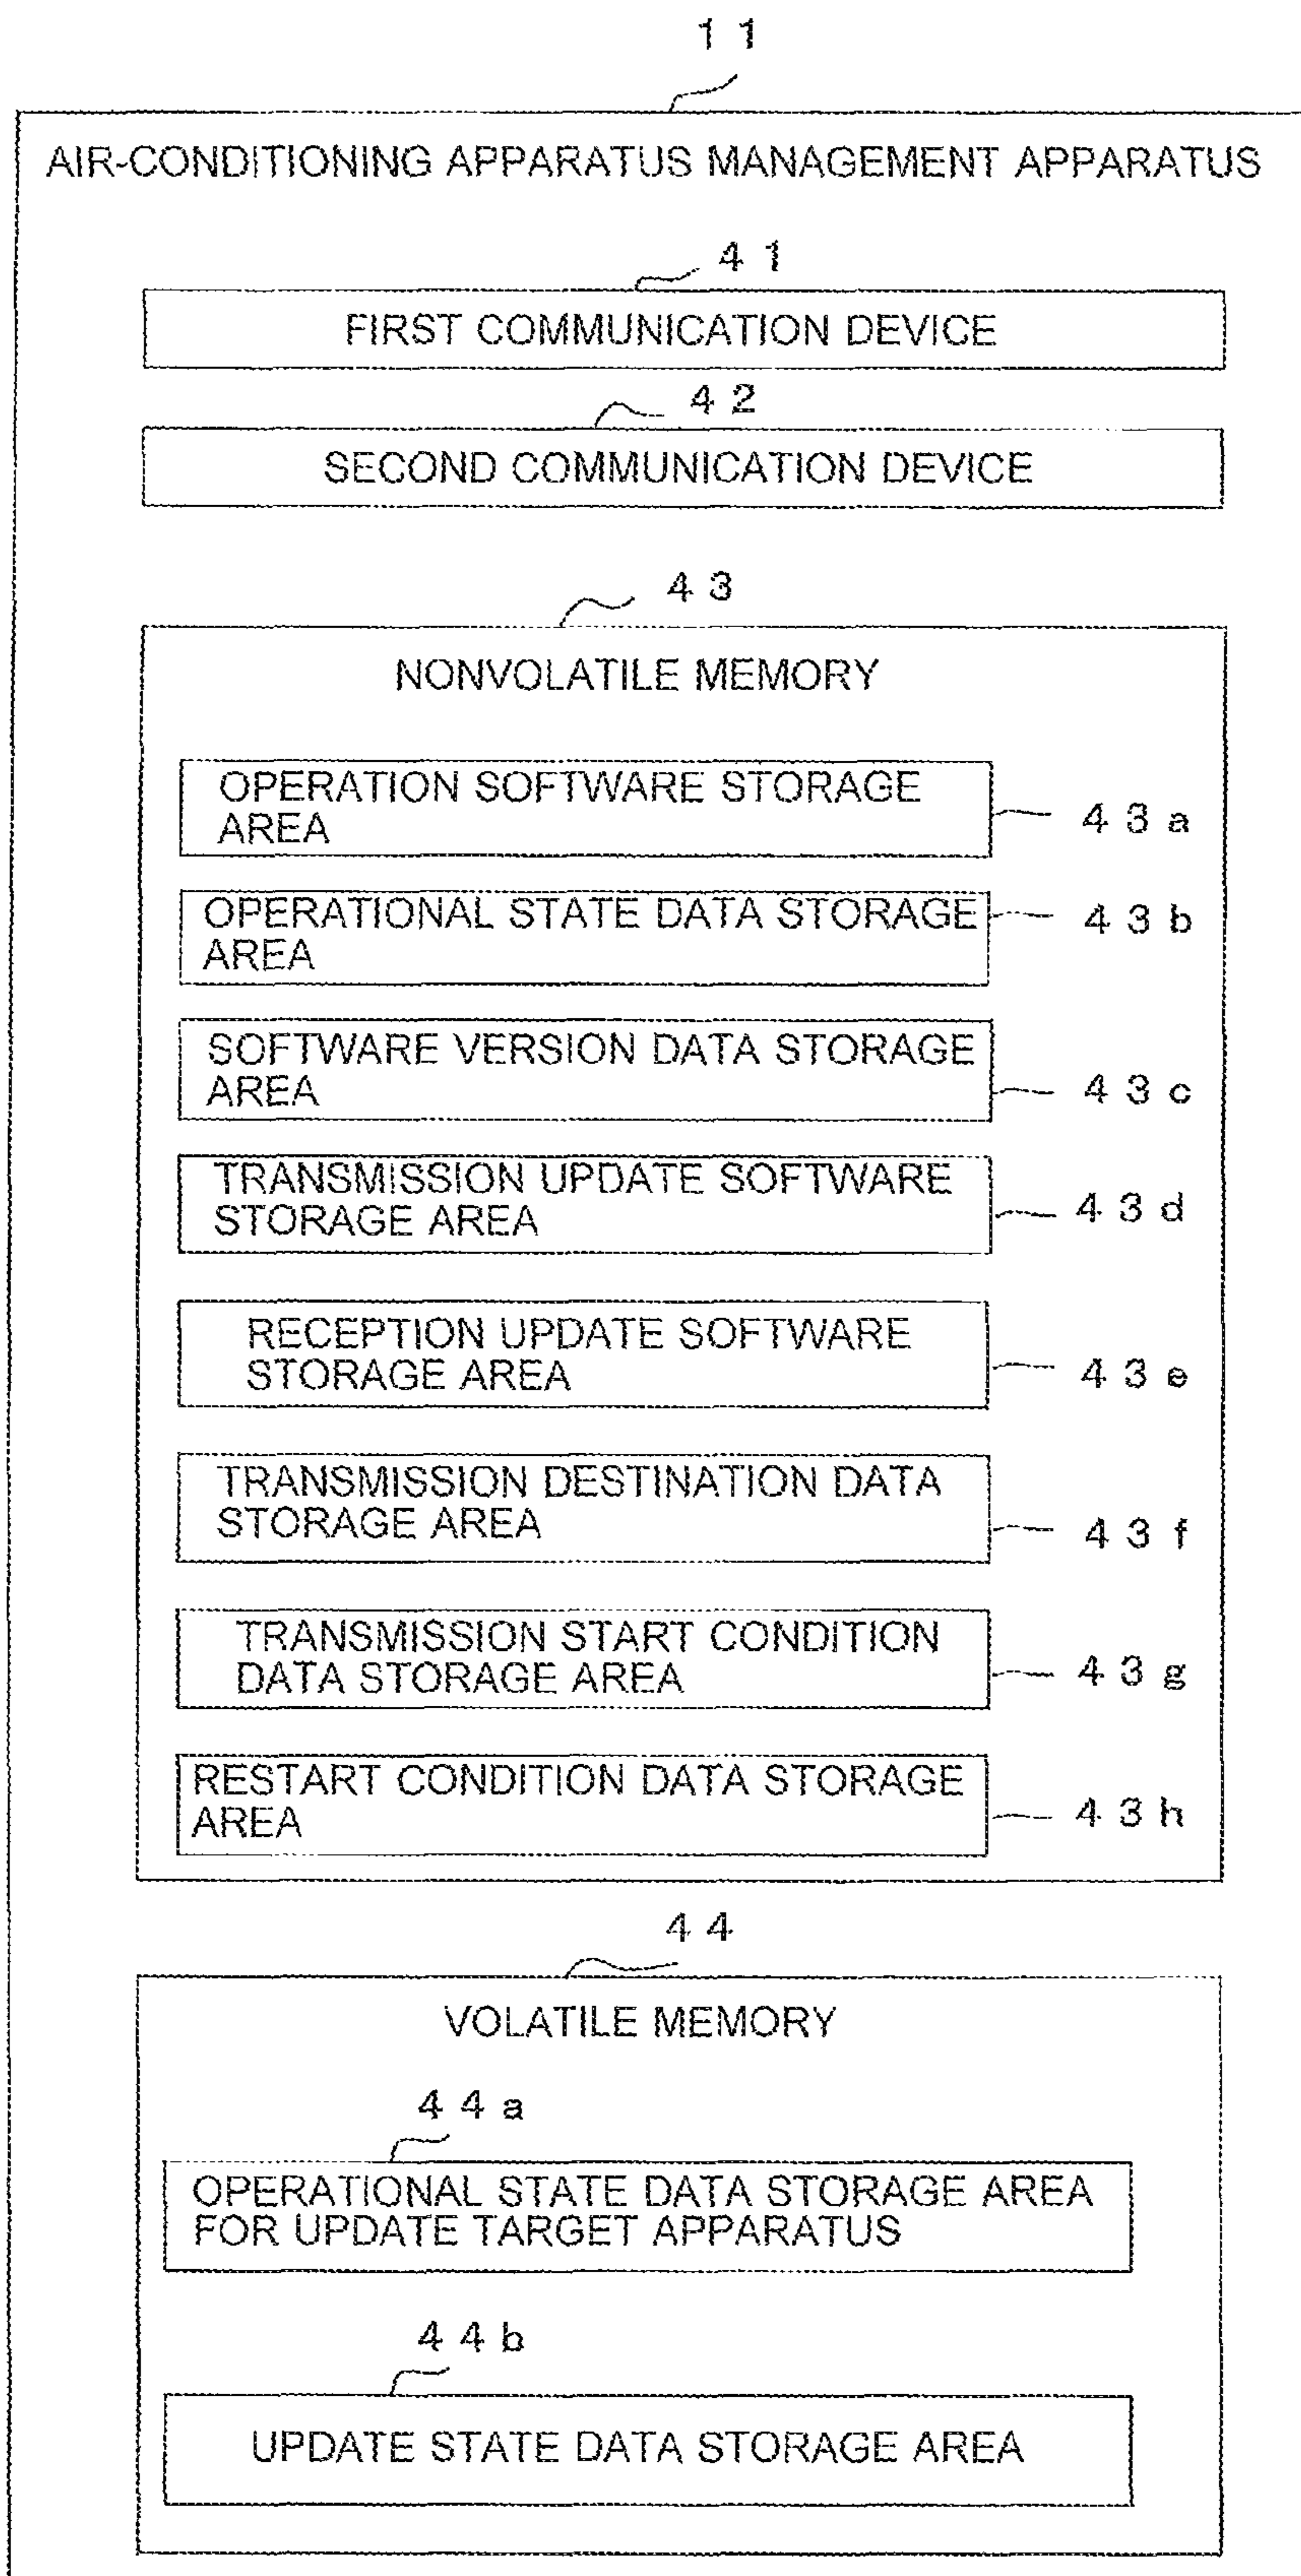 11
AIR-CONDITIONING APPARATUS MANAGEMENT APPARATUS
41
FIRST COMMUNICATION DEVICE
42
SECOND COMMUNICATION DEVICE
43
NONVOLATILE MEMORY
OPERATION SOFTWARE STORAGE
AREA
43a
OPERATIONAL STATE DATA STORAGE
AREA
43b
SOFTWARE VERSION DATA STORAGE
AREA
43c
TRANSMISSION UPDATE SOFTWARE
STORAGE AREA
43d
RECEPTION UPDATE SOFTWARE
STORAGE AREA
43e
TRANSMISSION DESTINATION DATA
STORAGE AREA
43f
TRANSMISSION START CONDITION
DATA STORAGE AREA
43g
RESTART CONDITION DATA STORAGE
AREA
43h
44
VOLATILE MEMORY
44a
OPERATIONAL STATE DATA STORAGE AREA
FOR UPDATE TARGET APPARATUS
44b
UPDATE STATE DATA STORAGE AREA